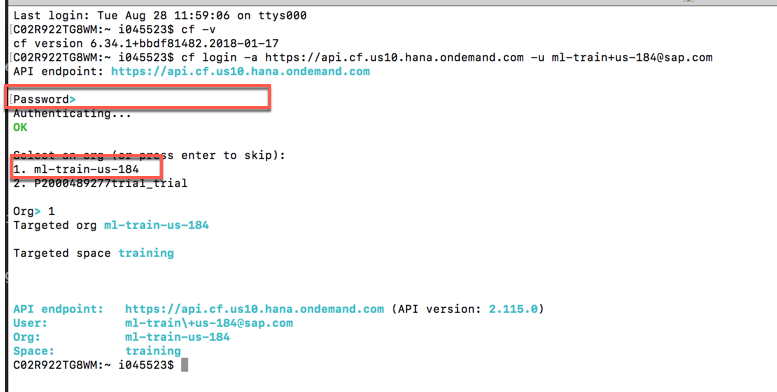 Last login: Tue Aug 28 11:59:06 on ttys000
[C02R922TG8WM:~ i045523$ cf -v
cf version 6.34.1+bbdf81482.2018-01-17
[C02R922TG8WM:~ i045523$ cf login -a https://api.cf.us10.hana.ondemand.com -u ml-train+us-184@sap.com
API endpoint: https://api.cf.us10.hana.ondemand.com
[Password>
Authenticating...
OK
Select an org (or press enter to skip):
1. ml-train-us-184
2. P2000489277trial_trial
Org> 1
Targeted org ml-train-us-184
Targeted space training
API endpoint: https://api.cf.us10.hana.ondemand.com (API version: 2.115.0)
User: ml-train\+us-184@sap.com
Org: ml-train-us-184
Space: training
C02R922TG8WM:~ i045523$